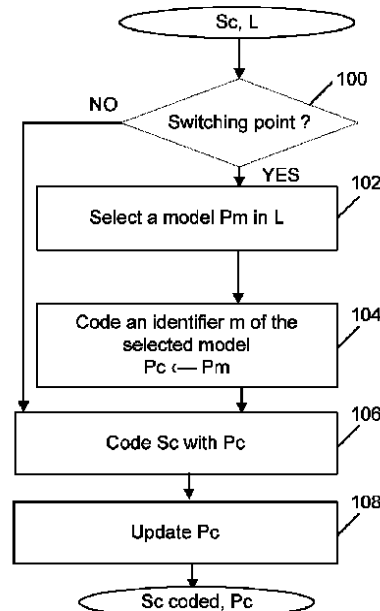 Sc, L
100
NO
Switching point ?
YES
102
Select a model Pm in L
104
Code an identifier m of the
selected model
Pc ← Pm
106
Code Sc with Pc
108
Update Pc
Sc coded, Pc